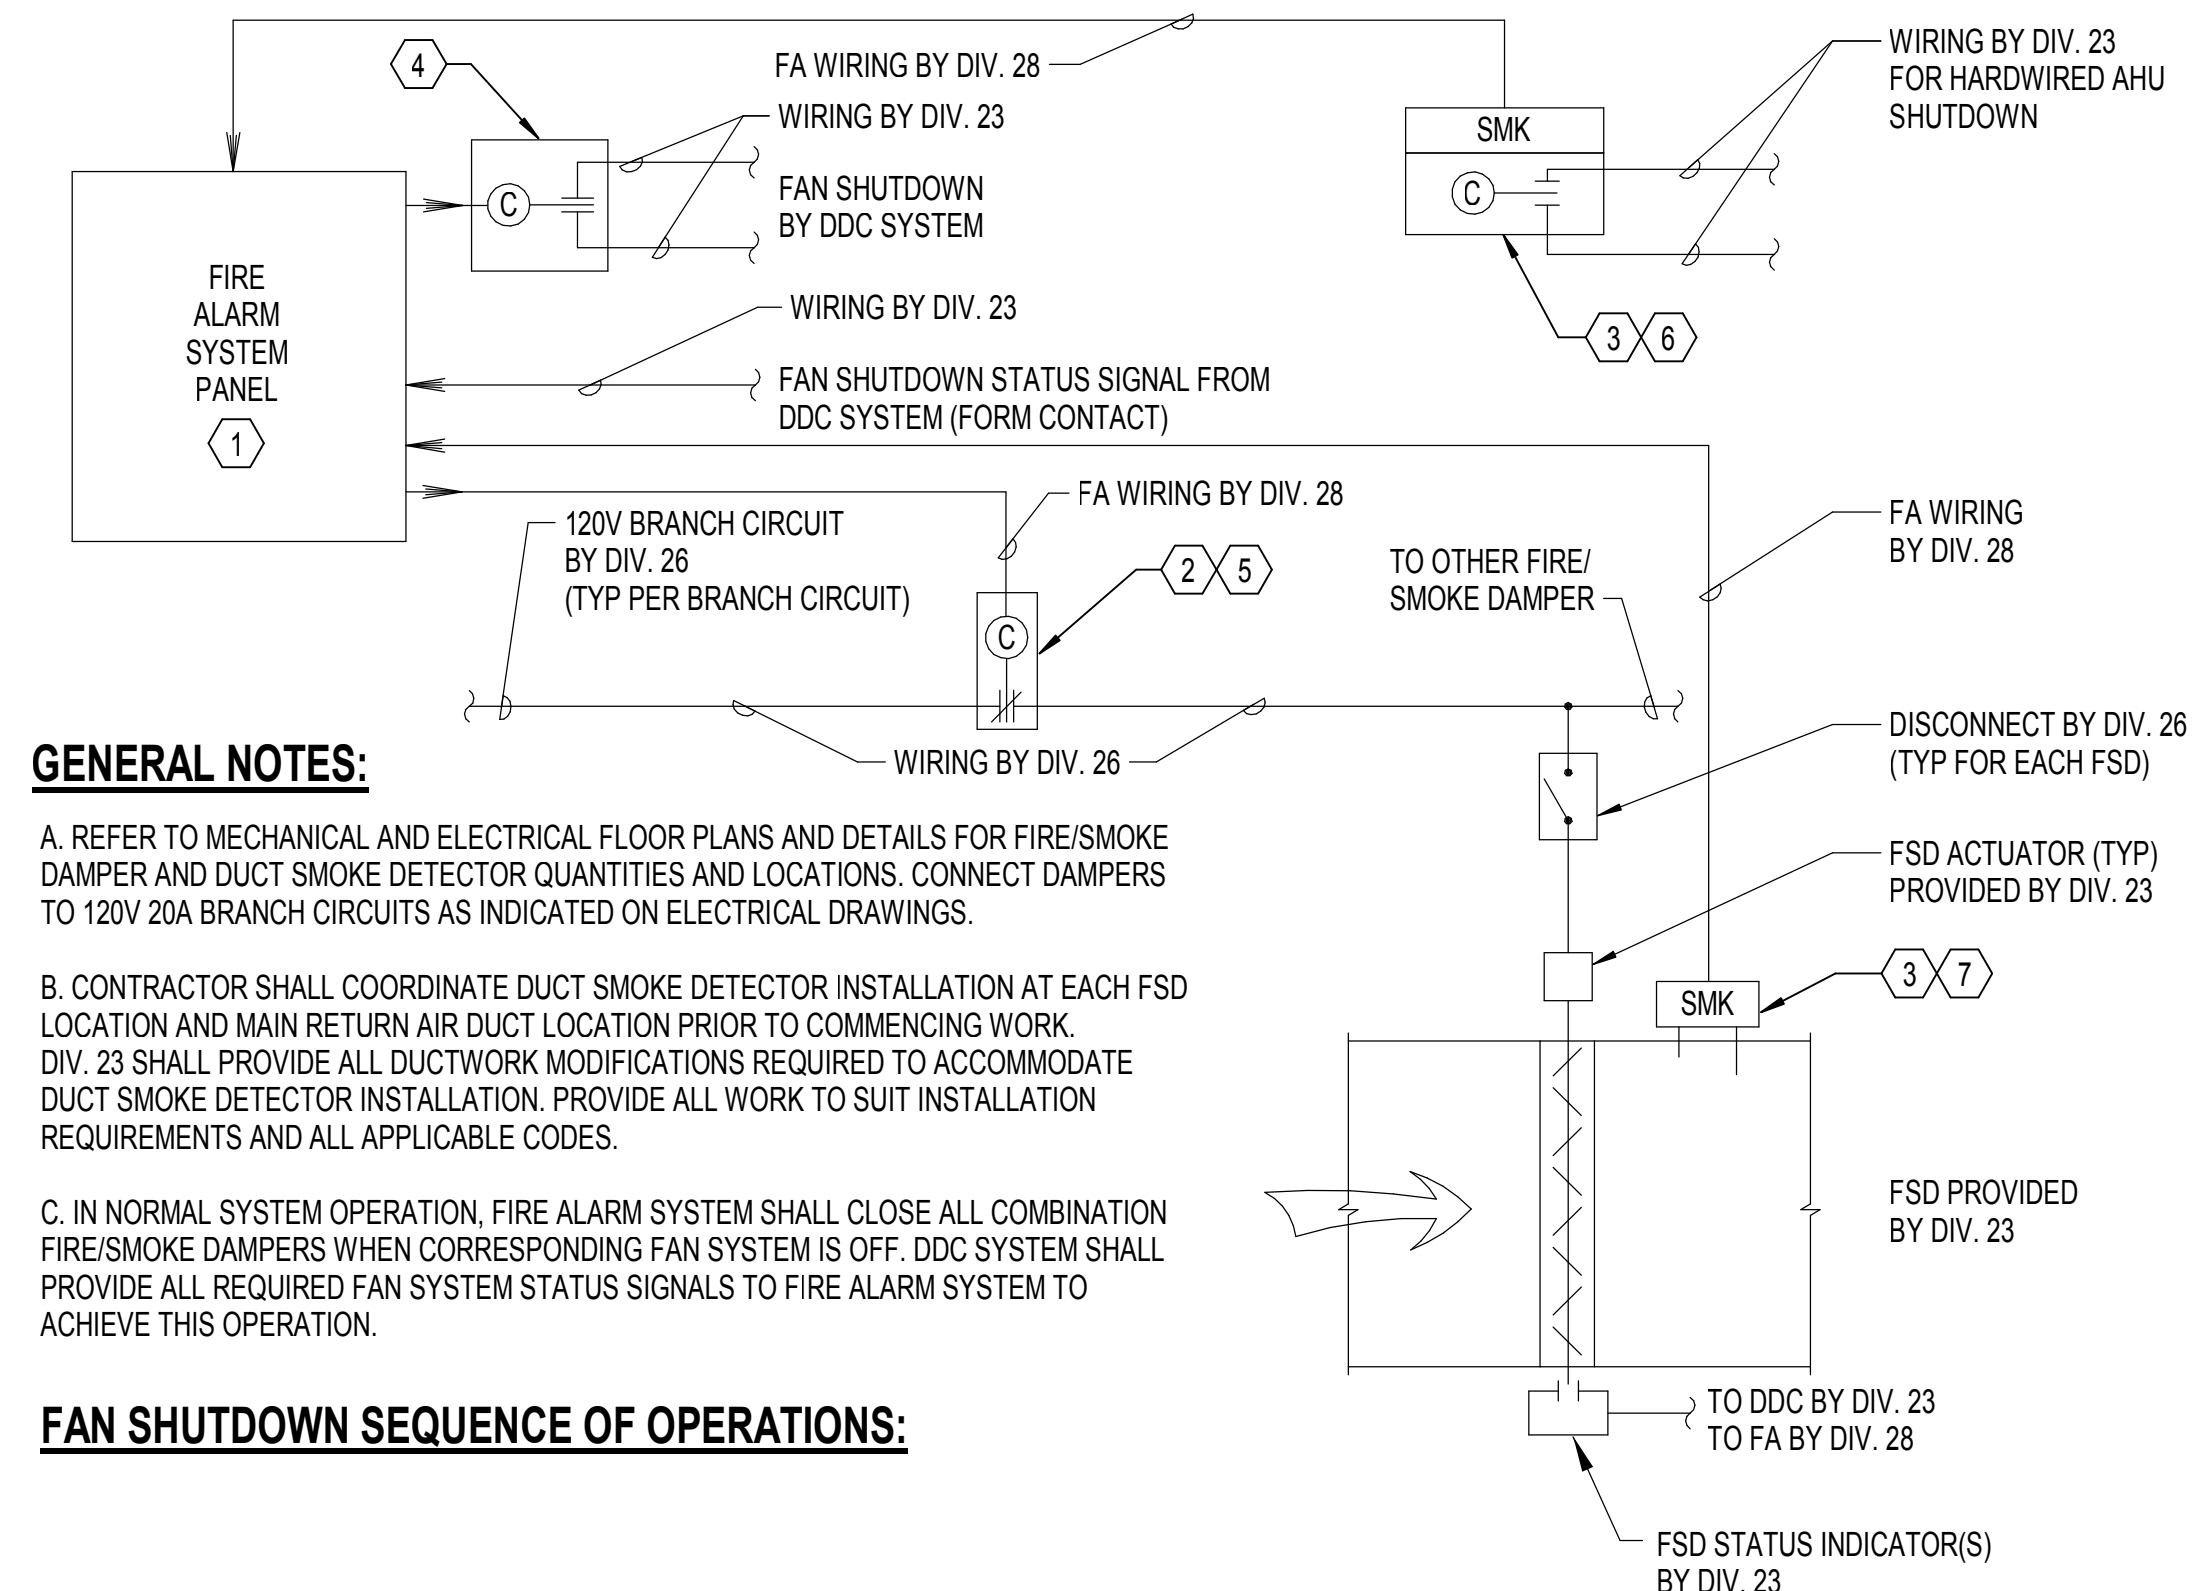 FA WIRING BY DIV. 28
4
WIRING BY DIV. 23
C
FAN SHUTDOWN
BY DDC SYSTEM
WIRING BY DIV. 23
FOR HARDWIRED AHU
SHUTDOWN
SMK
C
3 6
FIRE
ALARM
SYSTEM
PANEL
1
WIRING BY DIV. 23
FAN SHUTDOWN STATUS SIGNAL FROM
DDC SYSTEM (FORM CONTACT)
120V BRANCH CIRCUIT
BY DIV. 26
(TYP PER BRANCH CIRCUIT)
FA WIRING BY DIV. 28
2 5
C
TO OTHER FIRE/
SMOKE DAMPER
FA WIRING
BY DIV. 28
WIRING BY DIV. 26
DISCONNECT BY DIV. 26
(TYP FOR EACH FSD)
FSD ACTUATOR (TYP)
PROVIDED BY DIV. 23
SMK
3 7
FSD PROVIDED
BY DIV. 23
TO DDC BY DIV. 23
TO FA BY DIV. 28
FSD STATUS INDICATOR(S)
BY DIV. 23
GENERAL NOTES:
A. REFER TO MECHANICAL AND ELECTRICAL FLOOR PLANS AND DETAILS FOR FIRE/SMOKE
DAMPER AND DUCT SMOKE DETECTOR QUANTITIES AND LOCATIONS. CONNECT DAMPERS
TO 120V 20A BRANCH CIRCUITS AS INDICATED ON ELECTRICAL DRAWINGS.
B. CONTRACTOR SHALL COORDINATE DUCT SMOKE DETECTOR INSTALLATION AT EACH FSD
LOCATION AND MAIN RETURN AIR DUCT LOCATION PRIOR TO COMMENCING WORK.
DIV. 23 SHALL PROVIDE ALL DUCTWORK MODIFICATIONS REQUIRED TO ACCOMMODATE
DUCT SMOKE DETECTOR INSTALLATION. PROVIDE ALL WORK TO SUIT INSTALLATION
REQUIREMENTS AND ALL APPLICABLE CODES.
C. IN NORMAL SYSTEM OPERATION, FIRE ALARM SYSTEM SHALL CLOSE ALL COMBINATION
FIRE/SMOKE DAMPERS WHEN CORRESPONDING FAN SYSTEM IS OFF. DDC SYSTEM SHALL
PROVIDE ALL REQUIRED FAN SYSTEM STATUS SIGNALS TO FIRE ALARM SYSTEM TO
ACHIEVE THIS OPERATION.
FAN SHUTDOWN SEQUENCE OF OPERATIONS: